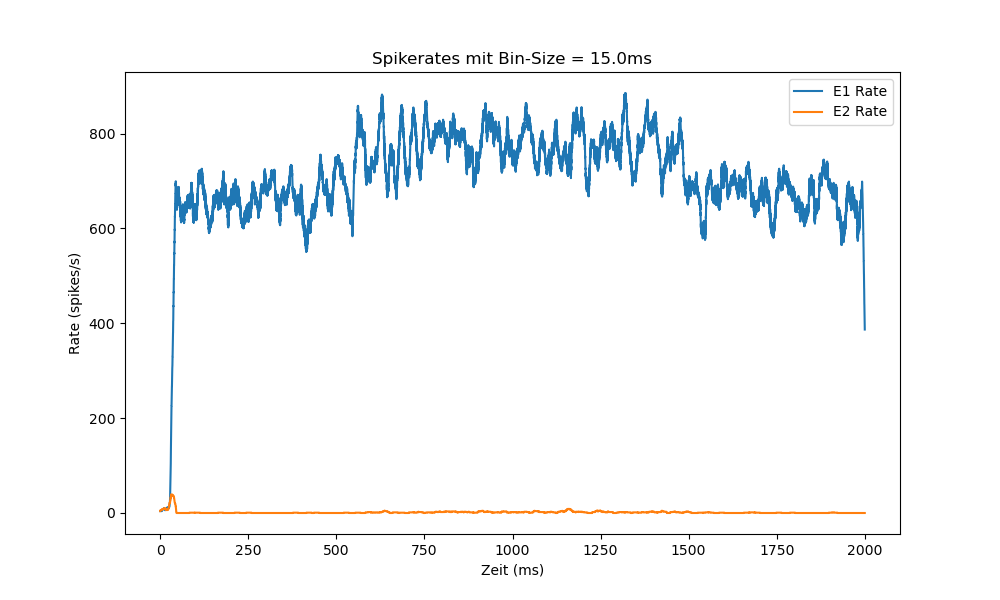 Spikerates mit Bin-Size = 15.0ms
E1 Rate
E2 Rate
Rate (spikes/s)
800
600
400
200
0
0 250 500 750 1000 1250 1500 1750 2000
Zeit (ms)